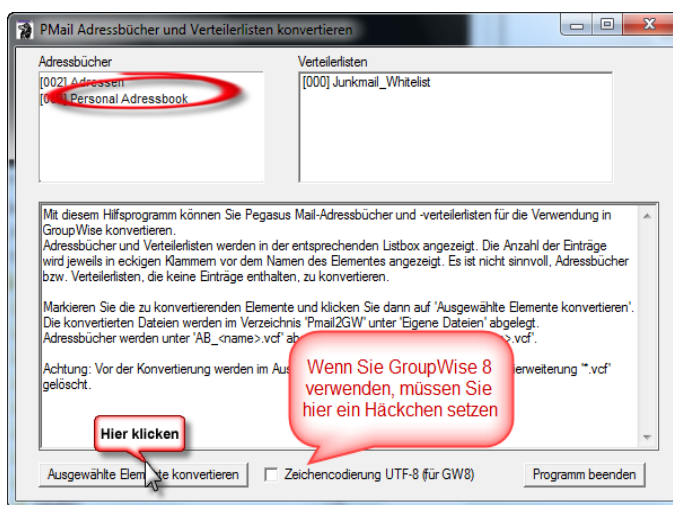 PMail Adressbücher und Verteilerlisten konvertieren
Adressbücher
[002] Adressen
Personal Adressbook
Verteilerlisten
[000] Junkmail_Whitelist
Mit diesem Hilfsprogramm können Sie Pegasus Mail-Adressbücher und -verteilerlisten für die Verwendung in
GroupWise konvertieren.
Adressbücher und Verteilerlisten werden in der entsprechenden Listbox angezeigt. Die Anzahl der Einträge
wird jeweils in eckigen Klammern vor dem Namen des Elementes angezeigt. Es ist nicht sinnvoll, Adressbücher
bzw. Verteilerlisten, die keine Einträge enthalten, zu konvertieren.
Markieren Sie die zu konvertierenden Elemente und klicken Sie dann auf 'Ausgewählte Elemente konvertieren'.
Die konvertierten Dateien werden im Verzeichnis 'Pmail2GW' unter 'Eigene Dateien' abgelegt.
Adressbücher werden unter 'AB_<name>.vcf' >.vcf'.
Achtung: Vor der Konvertierung werden im '*.vcf'
gelöscht.
Wenn Sie GroupWise 8
verwenden, müssen Sie
hier ein Häckchen setzen
Hier klicken
Ausgewählte Elemente konvertieren
Zeichencodierung UTF-8 (für GW8)
Programm beenden